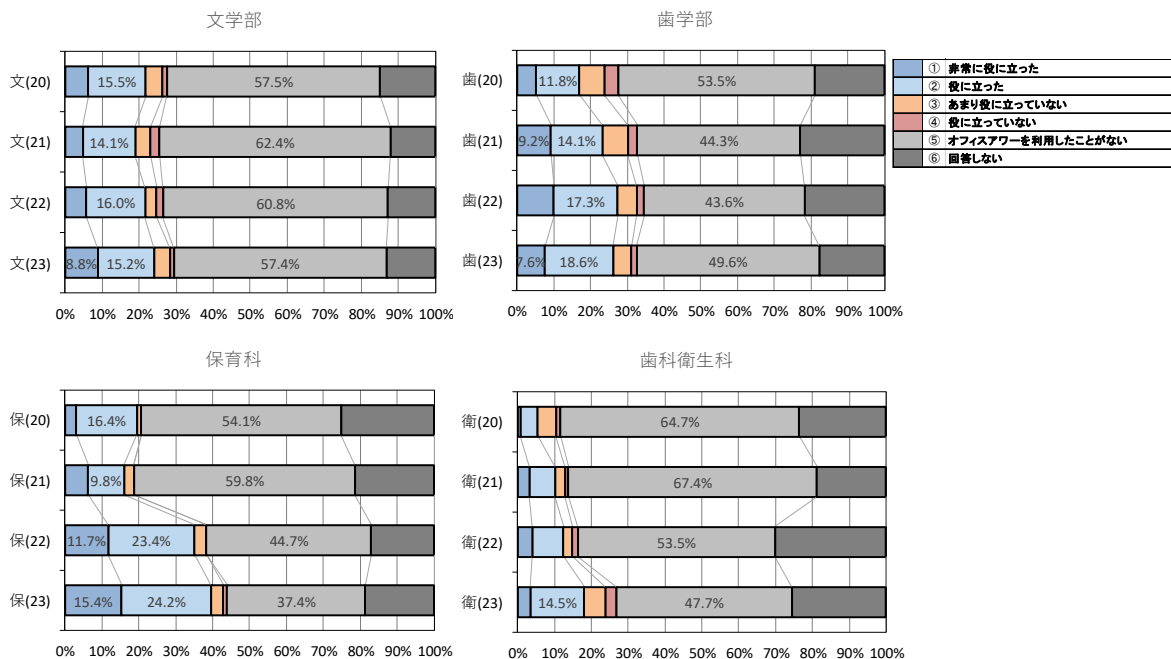 文学部
文(20) 15.5% 57.5%
文(21) 14.1% 62.4%
文(22) 16.0% 60.8%
文(23) 8.8% 15.2% 57.4%
0% 10% 20% 30% 40% 50% 60% 70% 80% 90% 100%
歯学部
歯(20) 11.8% 53.5%
歯(21) 9.2% 14.1% 44.3%
歯(22) 17.3% 43.6%
歯(23) 7.6% 18.6% 49.6%
0% 10% 20% 30% 40% 50% 60% 70% 80% 90% 100%
① 非常に役に立った
② 役に立った
③ あまり役に立っていない
④ 役に立っていない
⑤ オフィスアワーを利用したことがない
⑥ 回答しない
保育科
保(20) 16.4% 54.1%
保(21) 9.8% 59.8%
保(22) 11.7% 23.4% 44.7%
保(23) 15.4% 24.2% 37.4%
0% 10% 20% 30% 40% 50% 60% 70% 80% 90% 100%
歯科衛生科
衛(20) 64.7%
衛(21) 67.4%
衛(22) 53.5%
衛(23) 14.5% 47.7%
0% 10% 20% 30% 40% 50% 60% 70% 80% 90% 100%